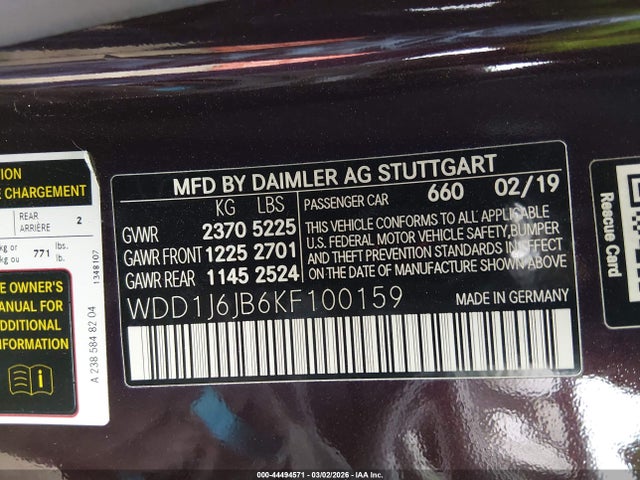 TION
E CHARGEMENT
REAR
ARRIÈRE 2
kg or
kg ou 771 lbs.
lb.
E OWNER'S
MANUAL FOR
DDITIONAL
INFORMATION
1348107
A 238 584 82 04
MFD BY DAIMLER AG STUTTGART
KG LBS
GVWR 2370 5225
GAWR FRONT 1225 2701
GAWR REAR 1145 2524
PASSENGER CAR 660 02/19
THIS VEHICLE CONFORMS TO ALL APPLICABLE
U.S. FEDERAL MOTOR VEHICLE SAFETY, BUMPER
AND THEFT PREVENTION STANDARDS IN EFFECT
ON THE DATE OF MANUFACTURE SHOWN ABOVE.
WDD1J6JB6KF100159
MADE IN GERMANY
Rescue Card
000-44494571 - 03/02/2026 - IAAI, Inc.